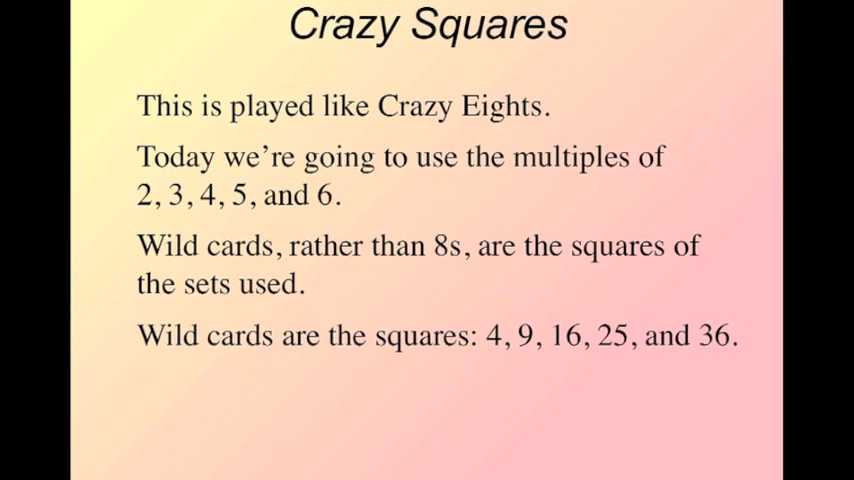 Crazy Squares
This is played like Crazy Eights.
Today we’re going to use the multiples of
2, 3, 4, 5, and 6.
Wild cards, rather than 8s, are the squares of
the sets used.
Wild cards are the squares: 4, 9, 16, 25, and 36.